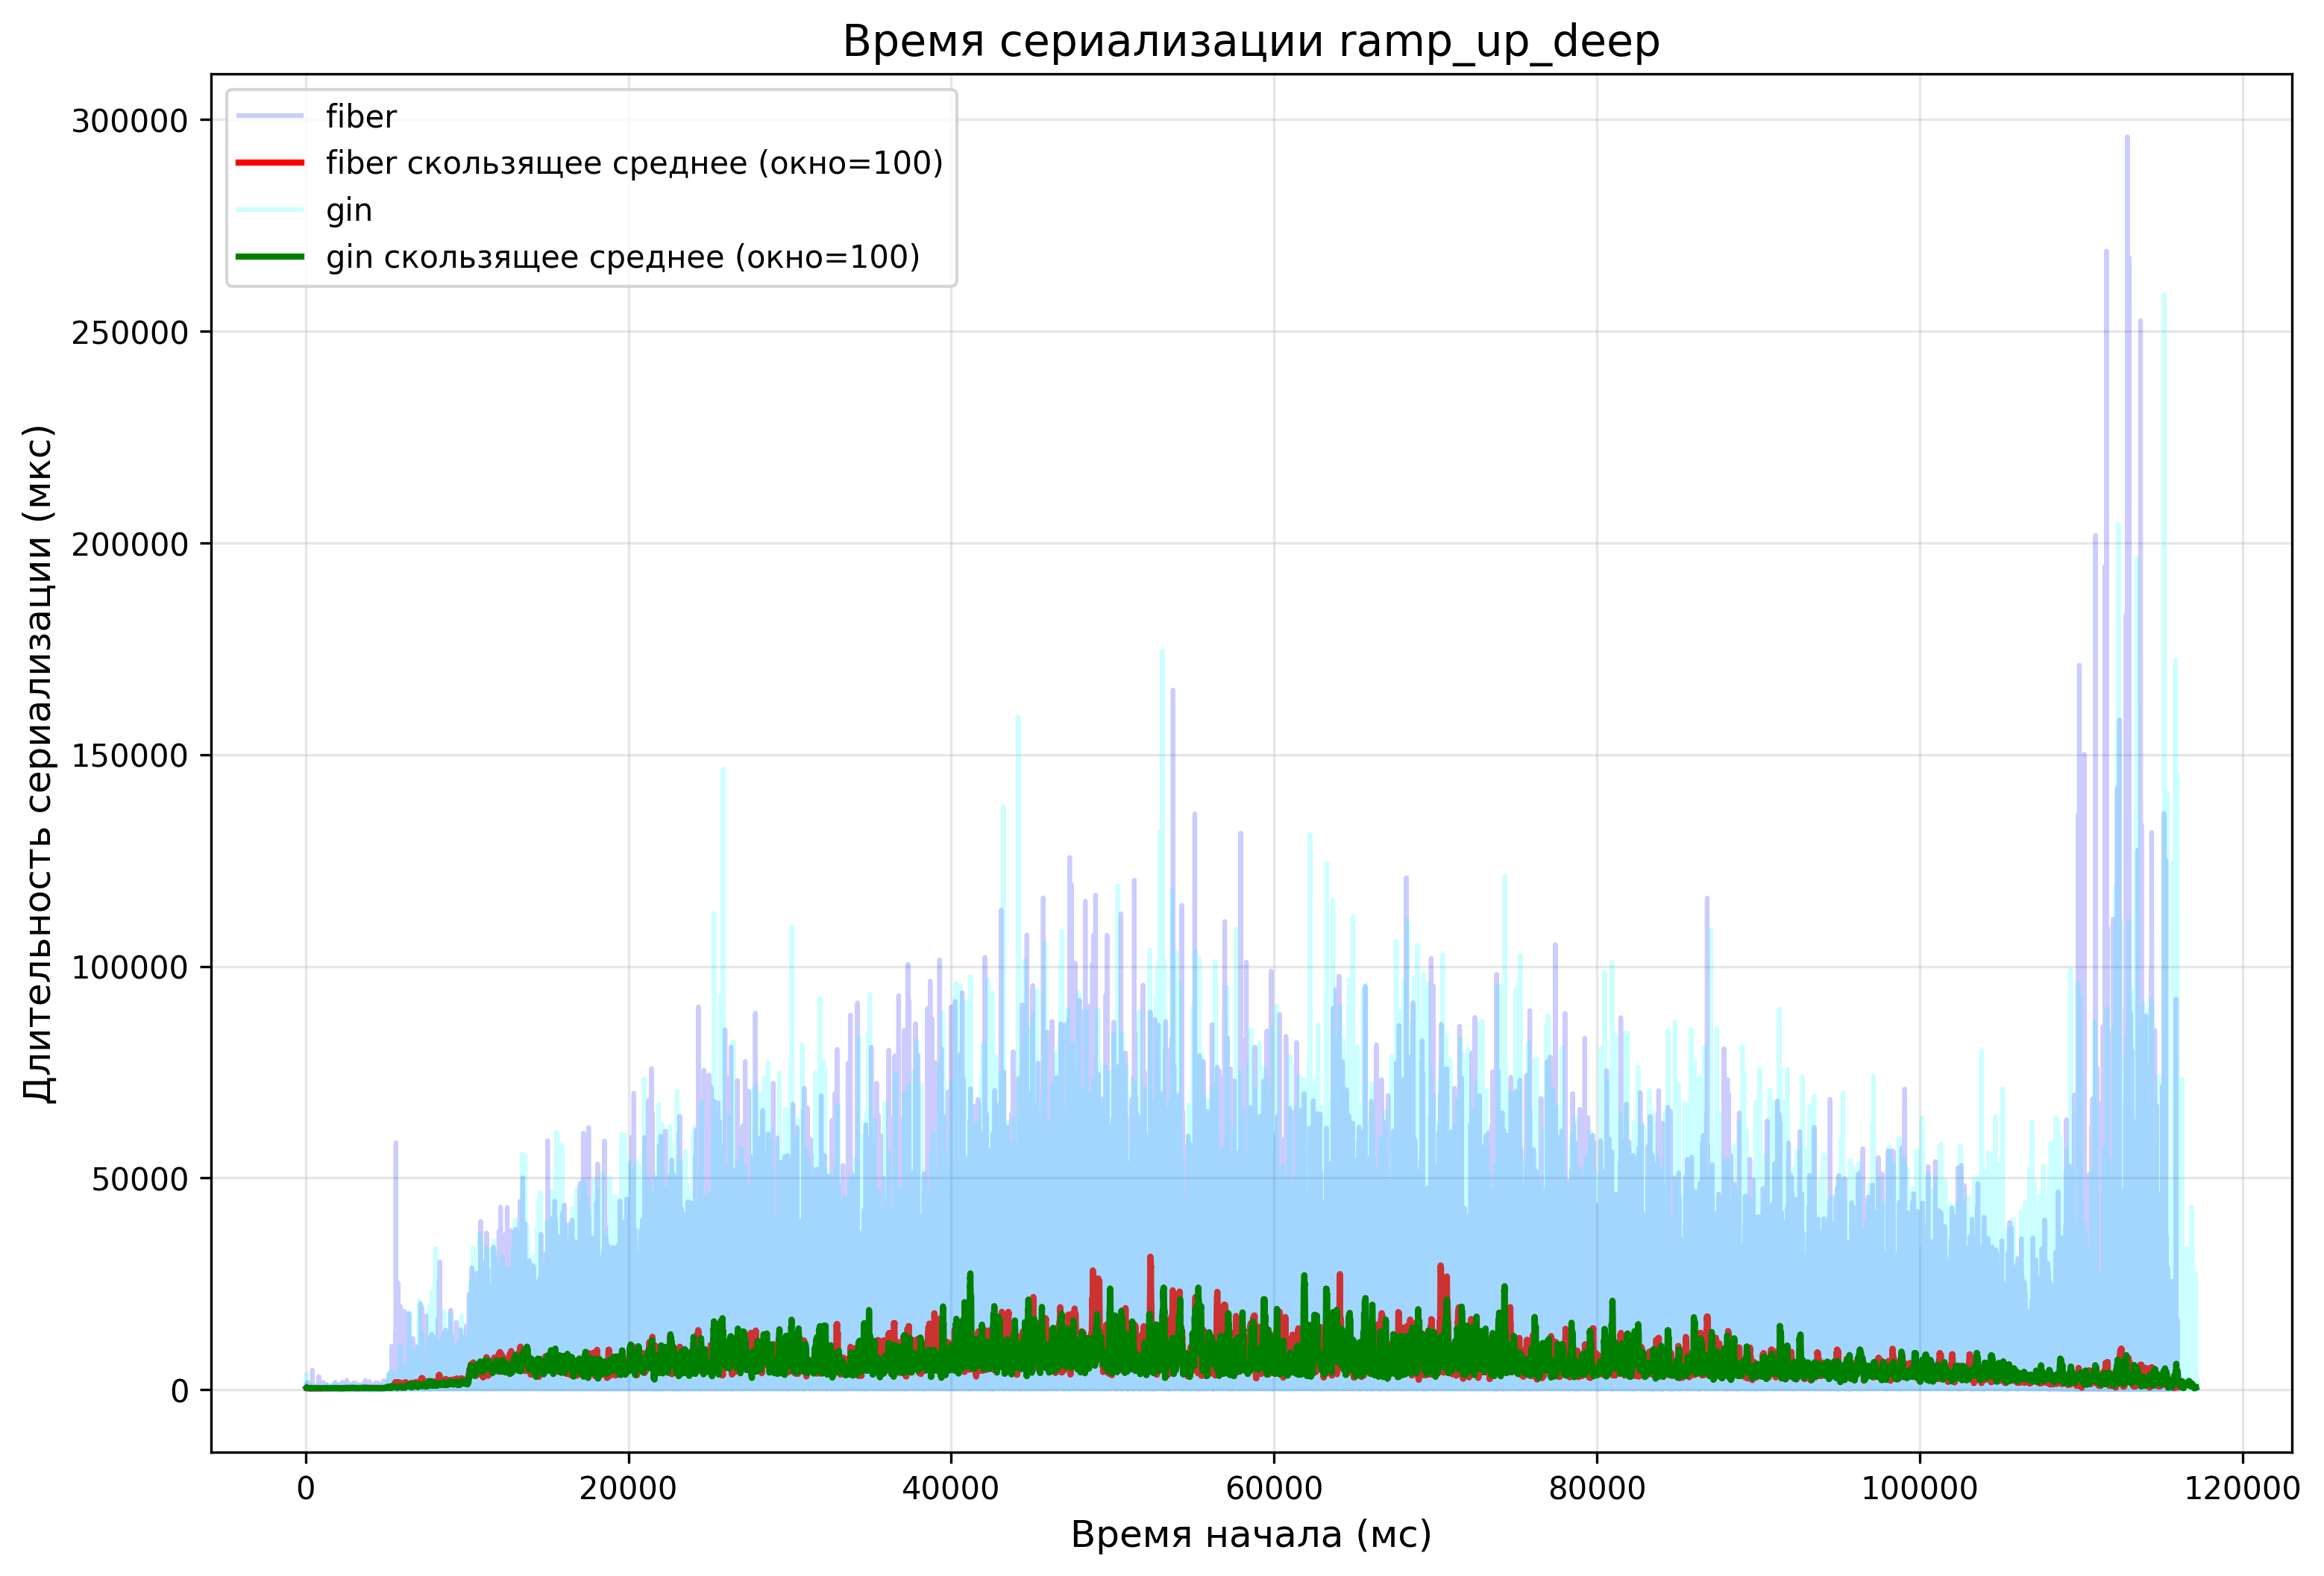 Время сериализации ramp_up_deep
fiber
fiber скользящее среднее (окно=100)
gin
gin скользящее среднее (окно=100)
Длительность сериализации (мкс)
300000
250000
200000
150000
100000
50000
0
0 20000 40000 60000 80000 100000 120000
Время начала (мс)